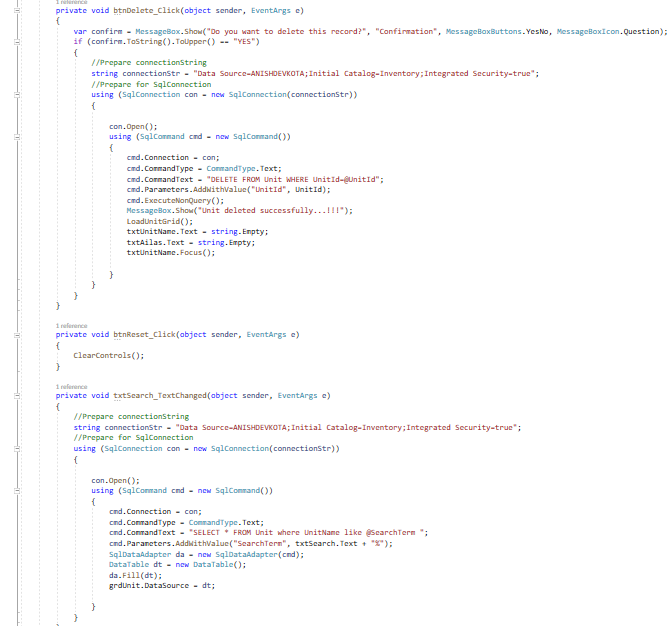 1 reference
private void btnDelete_Click(object sender, EventArgs e)
{
var confirm = MessageBox.Show("Do you want to delete this record?", "Confirmation", MessageBoxButtons.YesNo, MessageBoxIcon.Question);
if (confirm.ToString().ToUpper() == "YES")
{
//Prepare connectionString
string connectionStr = "Data Source=ANISHDEVKOTA;Initial Catalog=Inventory;Integrated Security=true";
//Prepare for SqlConnection
using (SqlConnection con = new SqlConnection(connectionStr))
{
con.Open();
using (SqlCommand cmd = new SqlCommand())
{
cmd.Connection = con;
cmd.CommandType = CommandType.Text;
cmd.CommandText = "DELETE FROM Unit WHERE UnitId=@UnitId";
cmd.Parameters.AddWithValue("UnitId", UnitId);
cmd.ExecuteNonQuery();
MessageBox.Show("Unit deleted successfully...!!!");
LoadUnitGrid();
txtUnitName.Text = string.Empty;
txtAilas.Text = string.Empty;
txtUnitName.Focus();
}
}
}
}
1 reference
private void btnReset_Click(object sender, EventArgs e)
{
ClearControls();
}
1 reference
private void txtSearch_TextChanged(object sender, EventArgs e)
{
//Prepare connectionString
string connectionStr = "Data Source=ANISHDEVKOTA;Initial Catalog=Inventory;Integrated Security=true";
//Prepare for SqlConnection
using (SqlConnection con = new SqlConnection(connectionStr))
{
con.Open();
using (SqlCommand cmd = new SqlCommand())
{
cmd.Connection = con;
cmd.CommandType = CommandType.Text;
cmd.CommandText = "SELECT * FROM Unit where UnitName like @SearchTerm ";
cmd.Parameters.AddWithValue("SearchTerm", txtSearch.Text + "%");
SqlDataAdapter da = new SqlDataAdapter(cmd);
DataTable dt = new DataTable();
da.Fill(dt);
grdUnit.DataSource = dt;
}
}